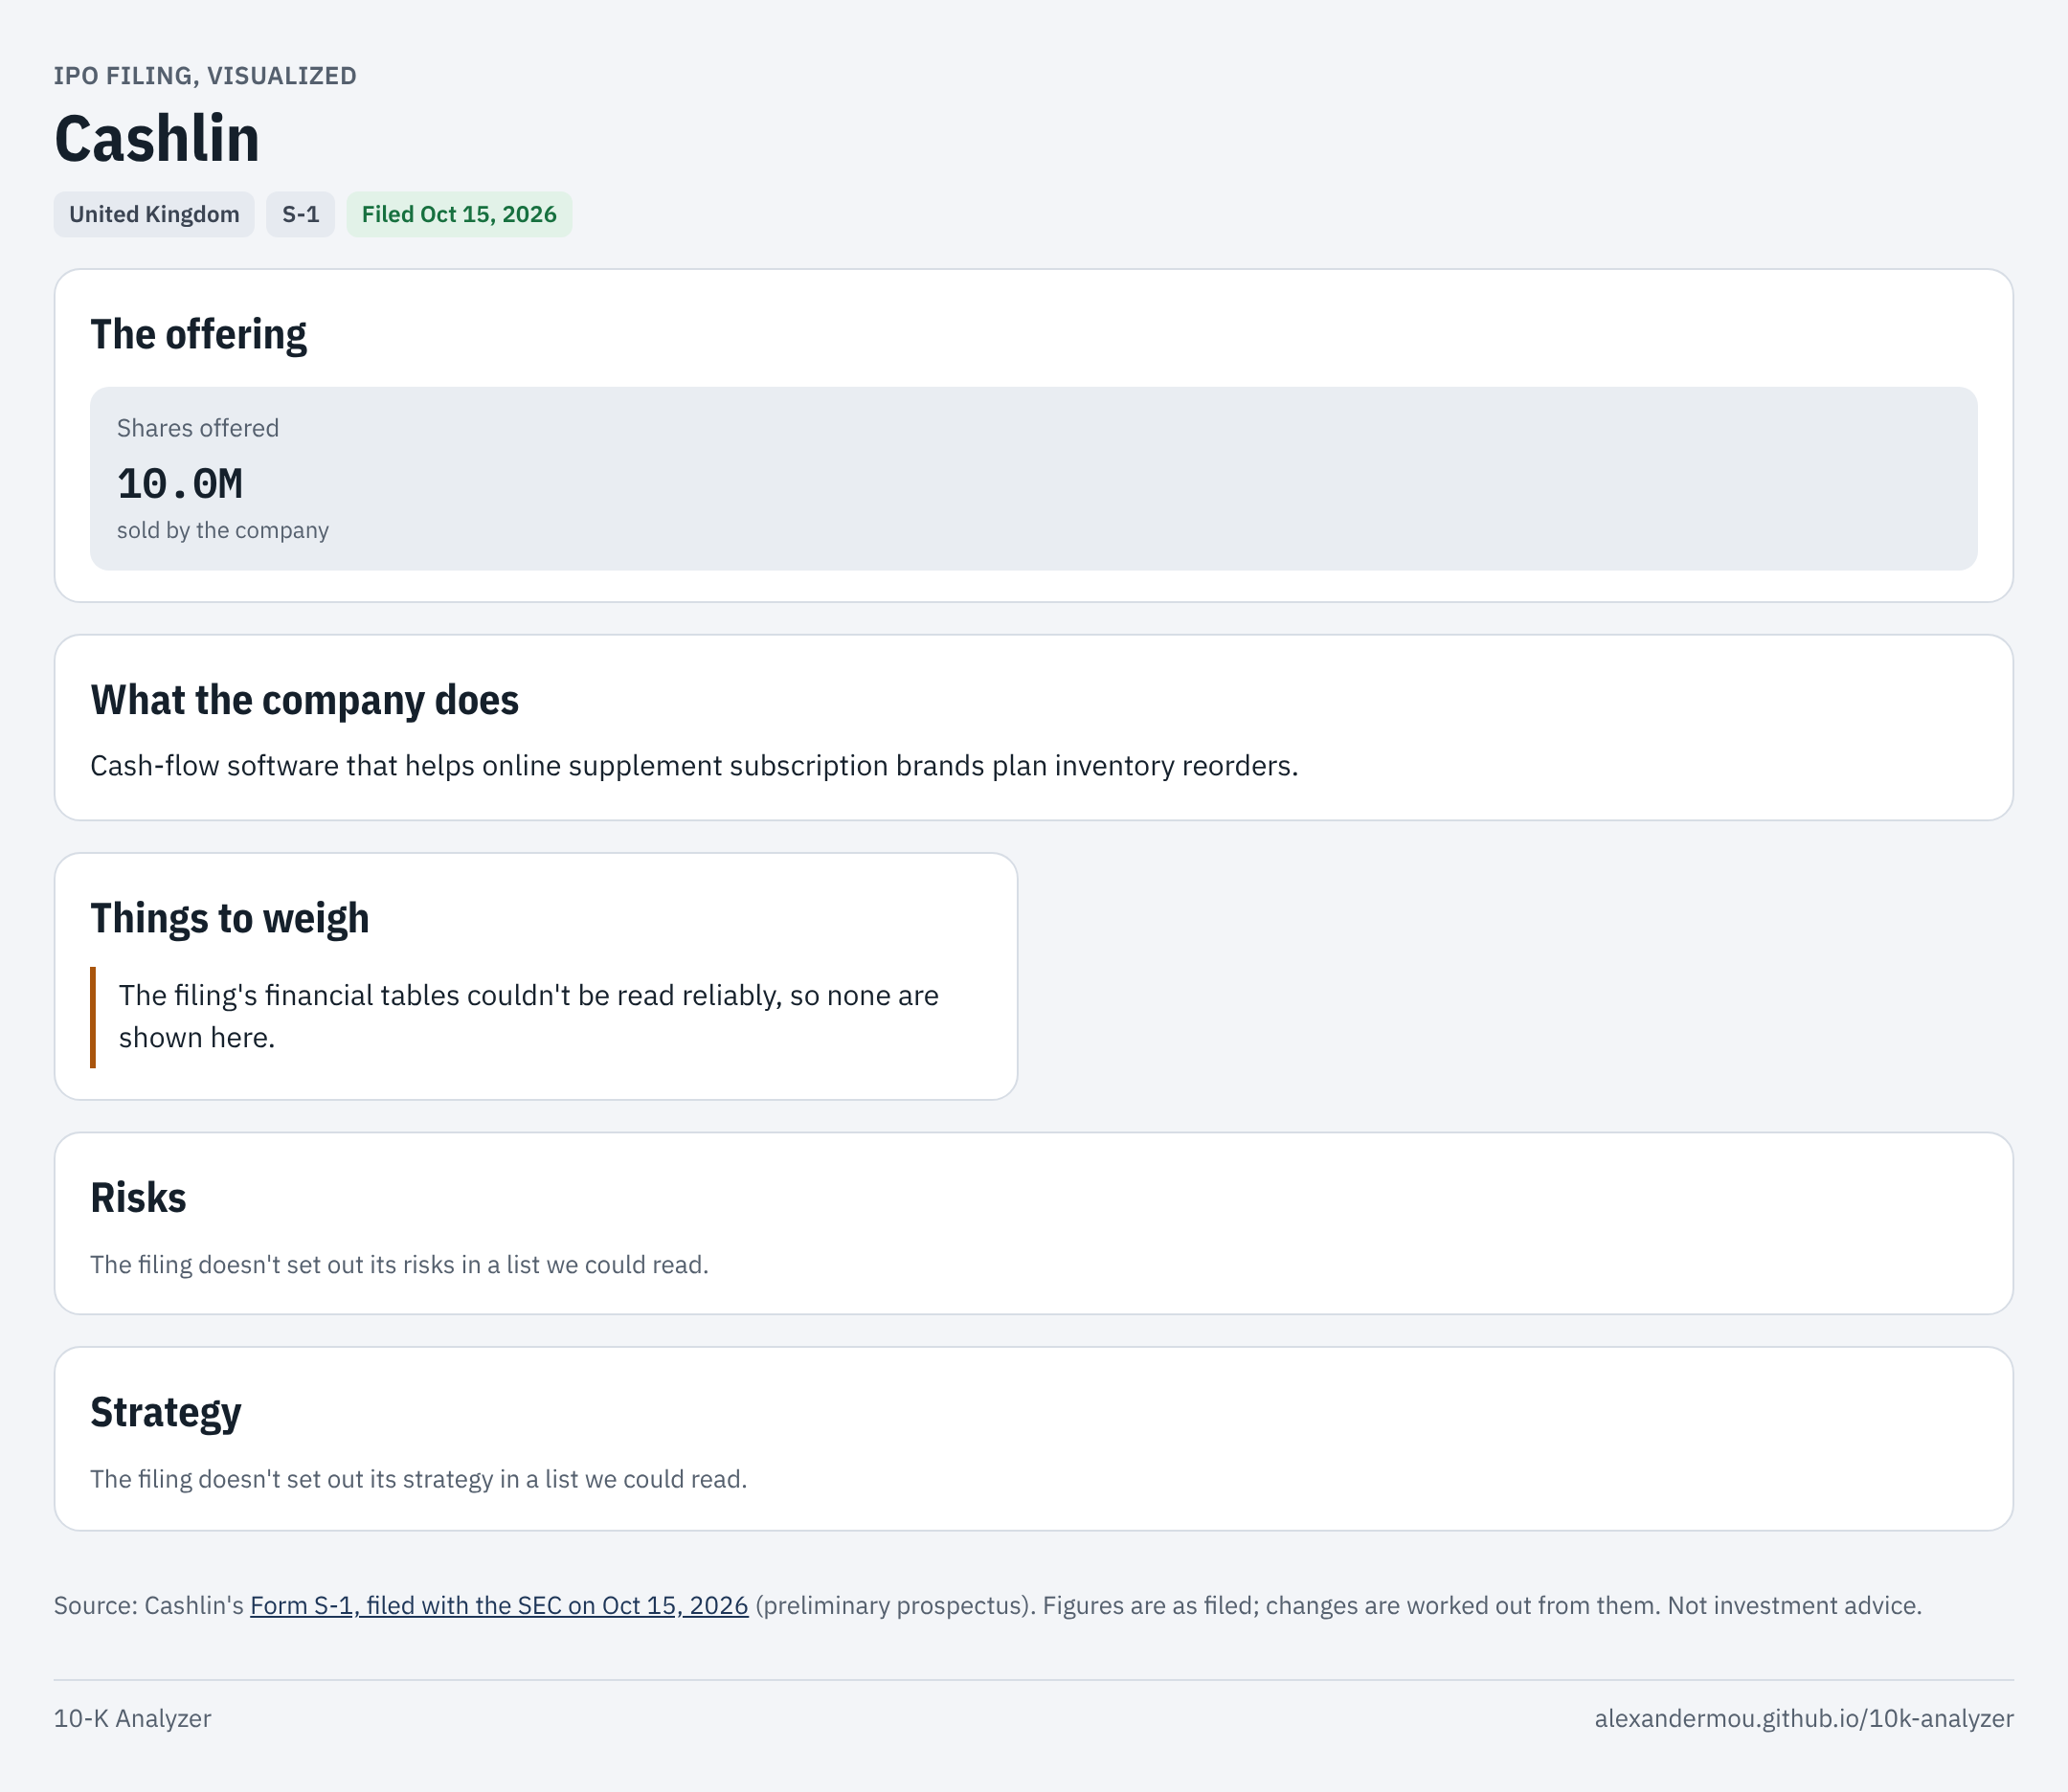 IPO FILING, VISUALIZED
Cashlin
United Kingdom S-1 Filed Oct 15, 2026
The offering
Shares offered
10.0M
sold by the company
What the company does
Cash-flow software that helps online supplement subscription brands plan inventory reorders.
Things to weigh
The filing's financial tables couldn't be read reliably, so none are
shown here.
Risks
The filing doesn't set out its risks in a list we could read.
Strategy
The filing doesn't set out its strategy in a list we could read.
Source: Cashlin's Form S-1, filed with the SEC on Oct 15, 2026 (preliminary prospectus). Figures are as filed; changes are worked out from them. Not investment advice.
10-K Analyzer alexandermou.github.io/10k-analyzer